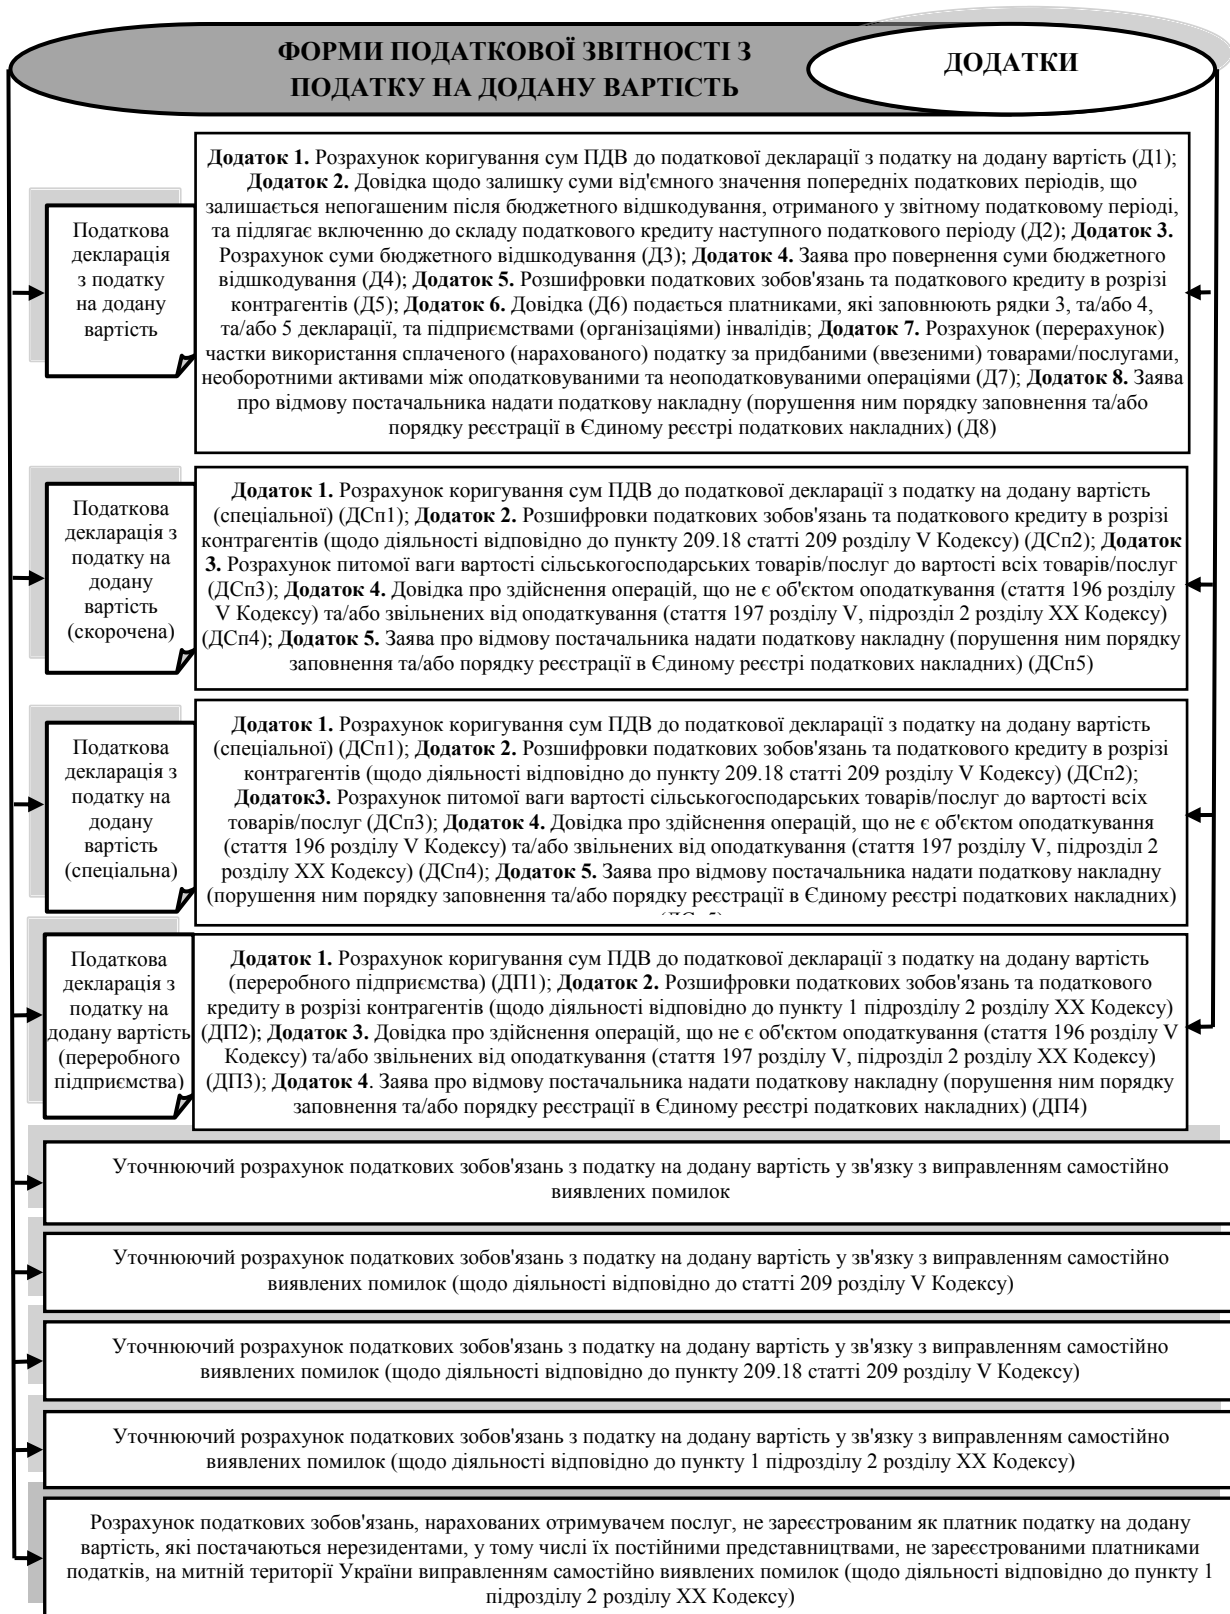 ФОРМИ ПОДАТКОВОЇ ЗВІТНОСТІ З
ПОДАТКУ НА ДОДАНУ ВАРТІСТЬ
ДОДАТКИ
Податкова
декларація
з податку
на додану
вартість
Додаток 1. Розрахунок коригування сум ПДВ до податкової декларації з податку на додану вартість (Д1);
Додаток 2. Довідка щодо залишку суми від'ємного значення попередніх податкових періодів, що
залишається непогашеним після бюджетного відшкодування, отриманого у звітному податковому періоді,
та підлягає включенню до складу податкового кредиту наступного податкового періоду (Д2); Додаток 3.
Розрахунок суми бюджетного відшкодування (Д3); Додаток 4. Заява про повернення суми бюджетного
відшкодування (Д4); Додаток 5. Розшифровки податкових зобов'язань та податкового кредиту в розрізі
контрагентів (Д5); Додаток 6. Довідка (Д6) подається платниками, які заповнюють рядки 3, та/або 4,
та/або 5 декларації, та підприємствами (організаціями) інвалідів; Додаток 7. Розрахунок (перерахунок)
частки використання сплаченого (нарахованого) податку за придбаними (ввезеними) товарами/послугами,
необоротними активами між оподатковуваними та неоподатковуваними операціями (Д7); Додаток 8. Заява
про відмову постачальника надати податкову накладну (порушення ним порядку заповнення та/або
порядку реєстрації в Єдиному реєстрі податкових накладних) (Д8)
Податкова
декларація з
податку на
додану
вартість
(скорочена)
Додаток 1. Розрахунок коригування сум ПДВ до податкової декларації з податку на додану вартість
(спеціальної) (ДСп1); Додаток 2. Розшифровки податкових зобов'язань та податкового кредиту в розрізі
контрагентів (щодо діяльності відповідно до пункту 209.18 статті 209 розділу V Кодексу) (ДСп2); Додаток
3. Розрахунок питомої ваги вартості сільськогосподарських товарів/послуг до вартості всіх товарів/послуг
(ДСп3); Додаток 4. Довідка про здійснення операцій, що не є об'єктом оподаткування (стаття 196 розділу
V Кодексу) та/або звільнених від оподаткування (стаття 197 розділу V, підрозділ 2 розділу XX Кодексу)
(ДСп4); Додаток 5. Заява про відмову постачальника надати податкову накладну (порушення ним порядку
заповнення та/або порядку реєстрації в Єдиному реєстрі податкових накладних) (ДСп5)
Податкова
декларація з
податку на
додану
вартість
(спеціальна)
Додаток 1. Розрахунок коригування сум ПДВ до податкової декларації з податку на додану вартість
(спеціальної) (ДСп1); Додаток 2. Розшифровки податкових зобов'язань та податкового кредиту в розрізі
контрагентів (щодо діяльності відповідно до пункту 209.18 статті 209 розділу V Кодексу) (ДСп2);
Додаток3. Розрахунок питомої ваги вартості сільськогосподарських товарів/послуг до вартості всіх
товарів/послуг (ДСп3); Додаток 4. Довідка про здійснення операцій, що не є об'єктом оподаткування
(стаття 196 розділу V Кодексу) та/або звільнених від оподаткування (стаття 197 розділу V, підрозділ 2
розділу XX Кодексу) (ДСп4); Додаток 5. Заява про відмову постачальника надати податкову накладну
(порушення ним порядку заповнення та/або порядку реєстрації в Єдиному реєстрі податкових накладних)
Податкова
декларація з
податку на
додану вартість
(переробного
підприємства)
Додаток 1. Розрахунок коригування сум ПДВ до податкової декларації з податку на додану вартість
(переробного підприємства) (ДП1); Додаток 2. Розшифровки податкових зобов'язань та податкового
кредиту в розрізі контрагентів (щодо діяльності відповідно до пункту 1 підрозділу 2 розділу XX Кодексу)
(ДП2); Додаток 3. Довідка про здійснення операцій, що не є об'єктом оподаткування (стаття 196 розділу V
Кодексу) та/або звільнених від оподаткування (стаття 197 розділу V, підрозділ 2 розділу XX Кодексу)
(ДП3); Додаток 4. Заява про відмову постачальника надати податкову накладну (порушення ним порядку
заповнення та/або порядку реєстрації в Єдиному реєстрі податкових накладних) (ДП4)
Уточнюючий розрахунок податкових зобов'язань з податку на додану вартість у зв'язку з виправленням самостійно
виявлених помилок
Уточнюючий розрахунок податкових зобов'язань з податку на додану вартість у зв'язку з виправленням самостійно
виявлених помилок (щодо діяльності відповідно до статті 209 розділу V Кодексу)
Уточнюючий розрахунок податкових зобов'язань з податку на додану вартість у зв'язку з виправленням самостійно
виявлених помилок (щодо діяльності відповідно до пункту 209.18 статті 209 розділу V Кодексу)
Уточнюючий розрахунок податкових зобов'язань з податку на додану вартість у зв'язку з виправленням самостійно
виявлених помилок (щодо діяльності відповідно до пункту 1 підрозділу 2 розділу XX Кодексу)
Розрахунок податкових зобов'язань, нарахованих отримувачем послуг, не зареєстрованим як платник податку на додану
вартість, які постачаються нерезидентами, у тому числі їх постійними представництвами, не зареєстрованими платниками
податків, на митній території України виправленням самостійно виявлених помилок (щодо діяльності відповідно до пункту 1
підрозділу 2 розділу XX Кодексу)